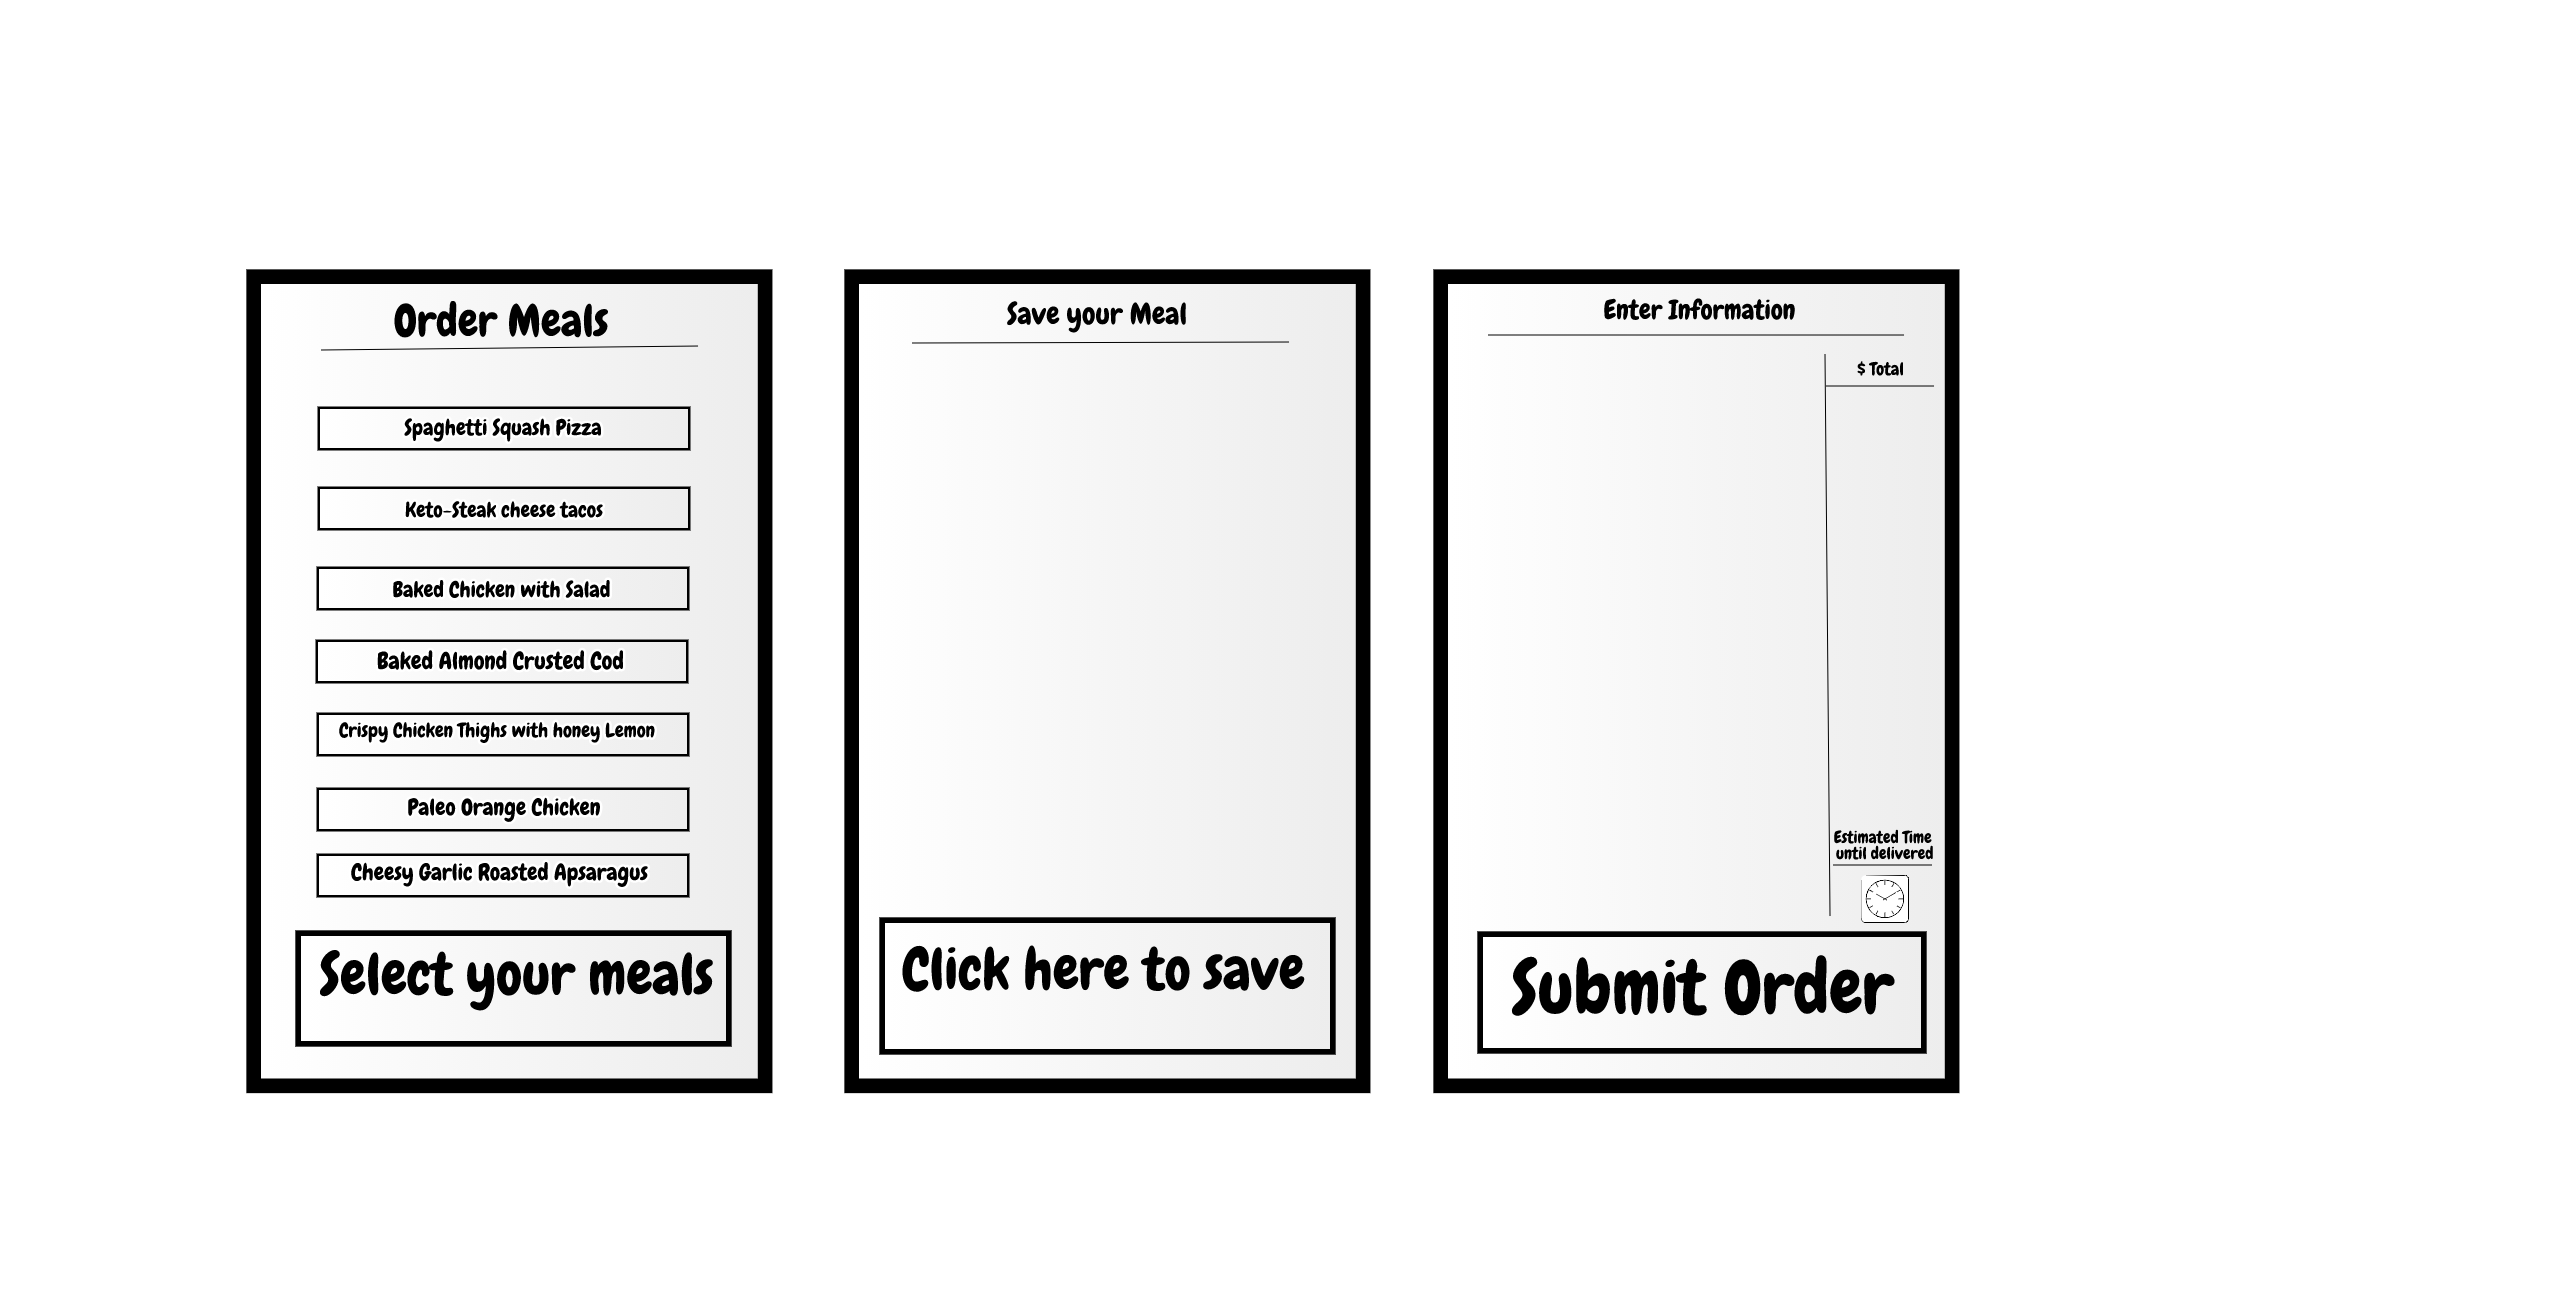 Order Meals
Spaghetti Squash Pizza
Keto-Steak cheese tacos
Baked Chicken with Salad
Baked Almond Crusted Cod
Crispy Chicken Thighs with honey Lemon
Paleo Orange Chicken
Cheesy Garlic Roasted Apsaragus
Select your meals
Save your Meal
Click here to save
Enter Information
$ Total
Estimated Time
until delivered
Submit Order